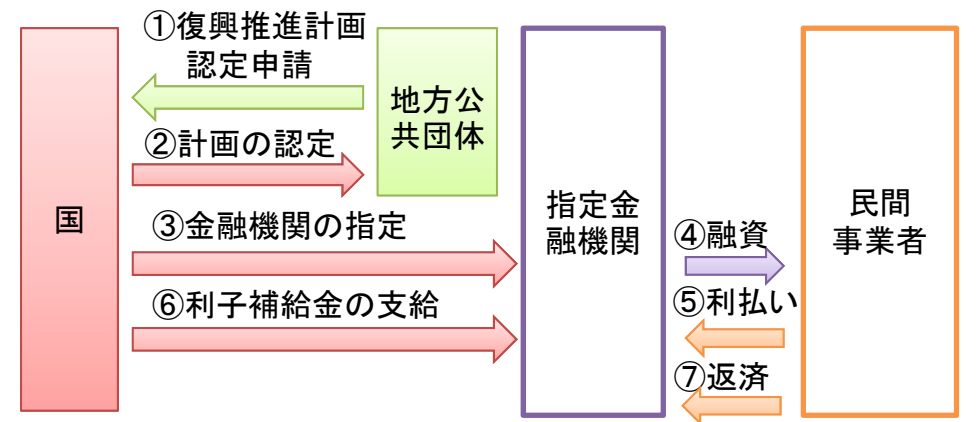 ①復興推進計画
認定申請
地方公
共団体
②計画の認定
国
③金融機関の指定
⑥利子補給金の支給
指定金
融機関
④融資
⑤利払い
⑦返済
民間
事業者